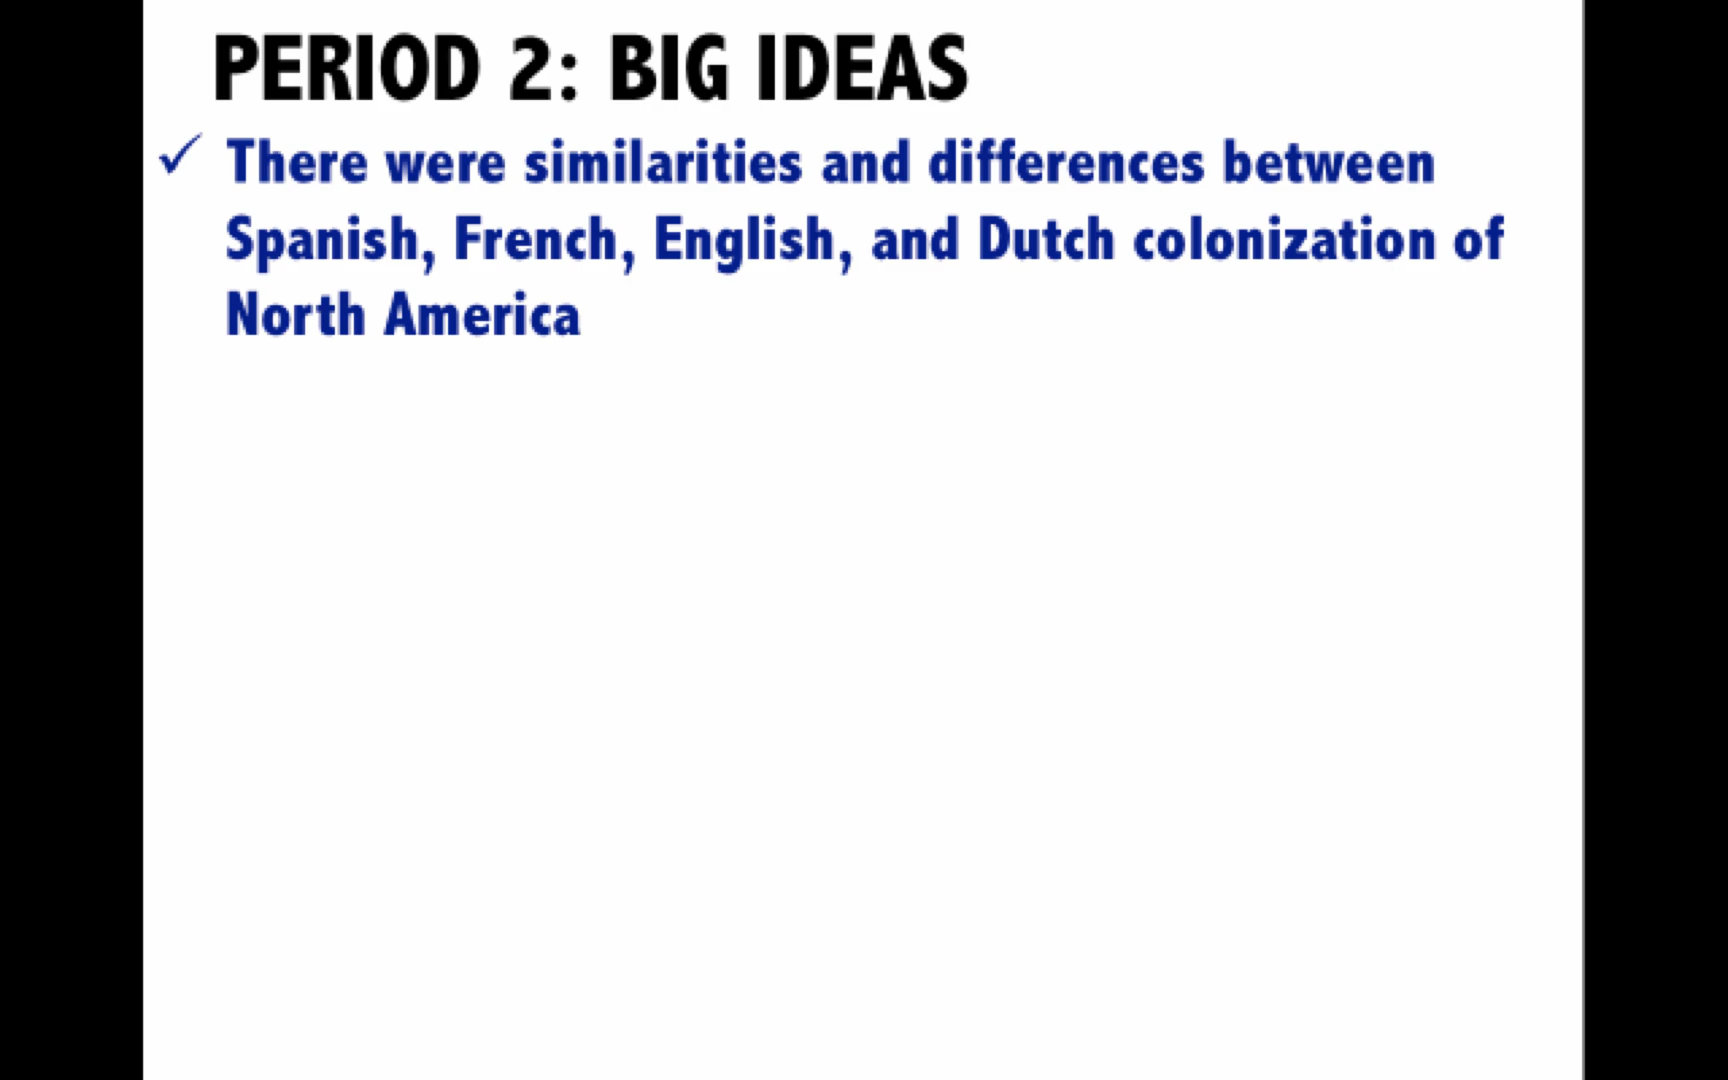 PERIOD 2: BIG IDEAS
✓ There were similarities and differences between
Spanish, French, English, and Dutch colonization of
North America